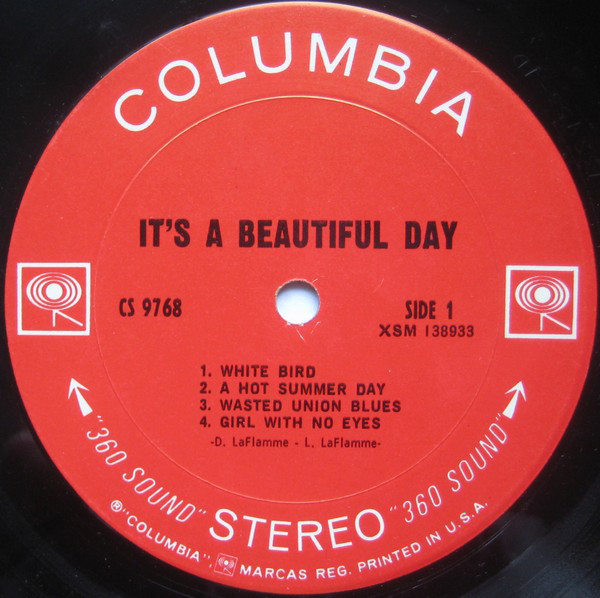 COLUMBIA
IT'S A BEAUTIFUL DAY
CS 9768
SIDE 1
XSM 138933
1. WHITE BIRD
2. A HOT SUMMER DAY
3. WASTED UNION BLUES
4. GIRL WITH NO EYES
-D. LaFlamme - L. LaFlamme-
"360 SOUND" STEREO "360 SOUND"
®"COLUMBIA", MARCAS REG. PRINTED IN U.S.A.